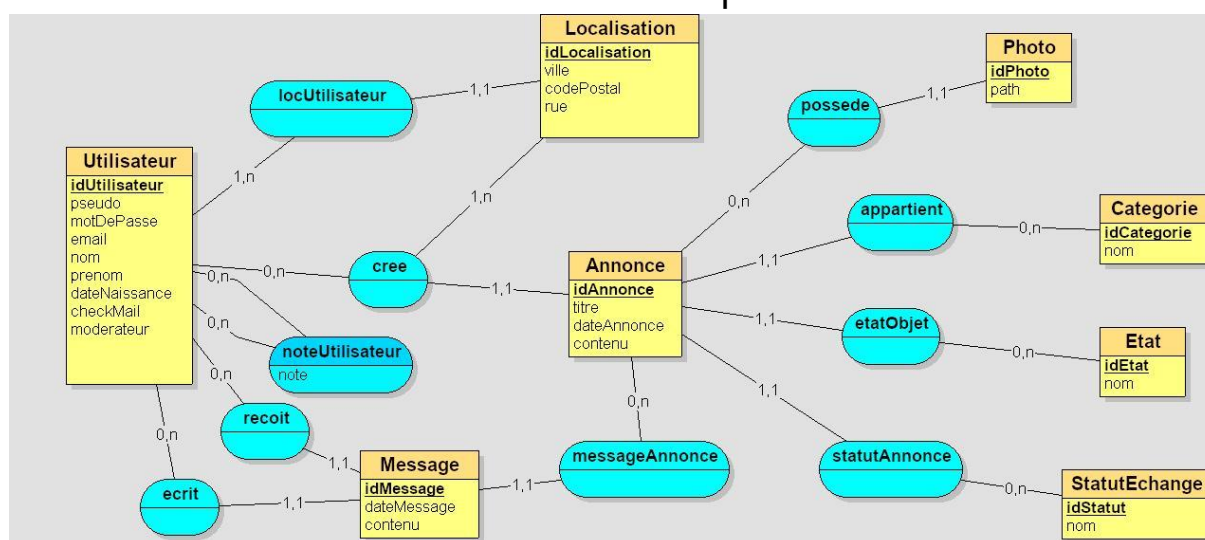 Localisation
idLocalisation
ville
codePostal
rue
Photo
idPhoto
path
locUtilisateur
1,1
possede
1,1
Utilisateur
idUtilisateur
pseudo
motDePasse
email
nom
prenom
dateNaissance
checkMail
moderateur
1,n
1,n
0,n
appartient
0,n
Categorie
idCategorie
nom
0,n
cree
1,1
Annonce
idAnnonce
titre
dateAnnonce
contenu
1,1
0,n
0,n
noteUtilisateur
note
1,1
etatObjet
0,n
Etat
idEtat
nom
0,n
recoit
1,1
0,n
1,1
0,n
ecrit
1,1
Message
idMessage
dateMessage
contenu
1,1
messageAnnonce
statutAnnonce
0,n
StatutEchange
idStatut
nom